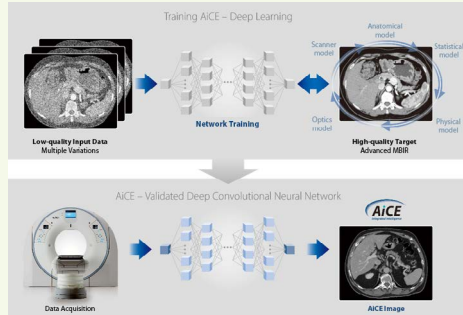 Training AiCE – Deep Learning
Anatomical
model
Scanner
model
Statistical
model
Optics
model
Physical
model
Network Training
Low-quality Input Data
Multiple Variations
High-quality Target
Advanced MBIR
AiCE – Validated Deep Convolutional Neural Network
AiCE
Data Acquisition
AiCE Image